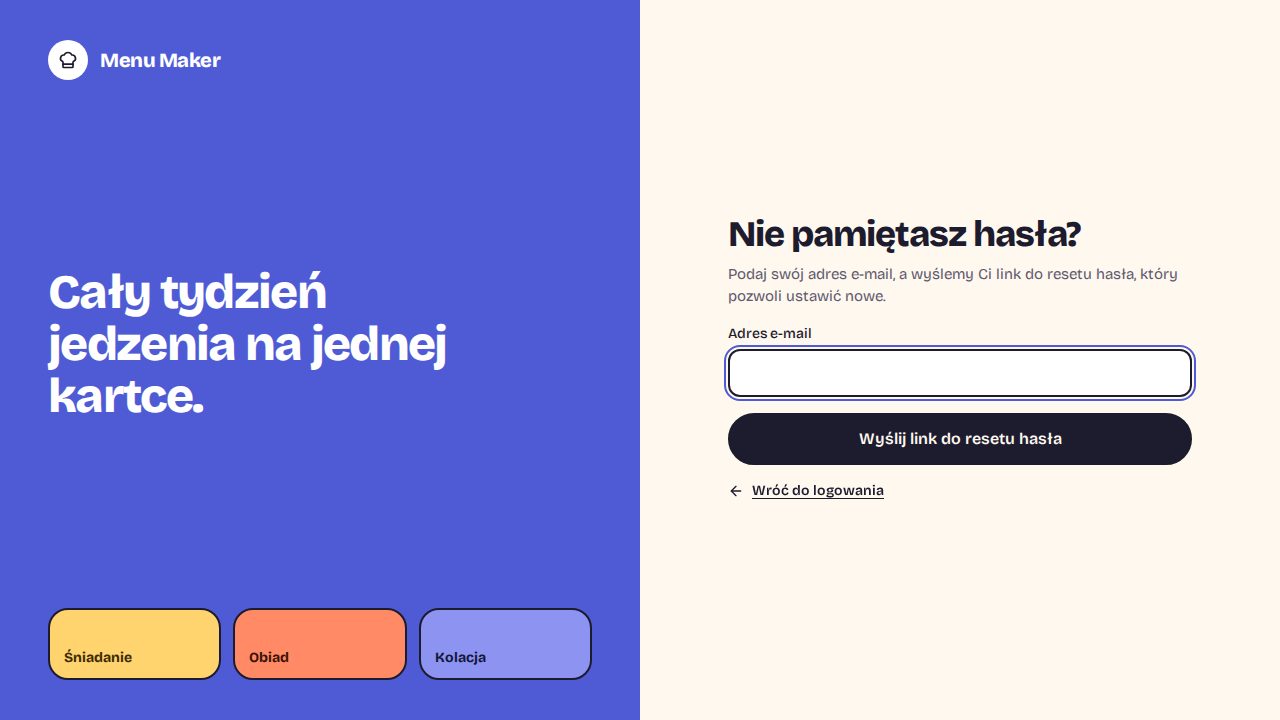 Menu Maker
Cały tydzień
jedzenia na jednej
kartce.
Śniadanie
Obiad
Kolacja
Nie pamiętasz hasła?
Podaj swój adres e-mail, a wyślemy Ci link do resetu hasła, który
pozwoli ustawić nowe.
Adres e-mail
Wyślij link do resetu hasła
Wróć do logowania